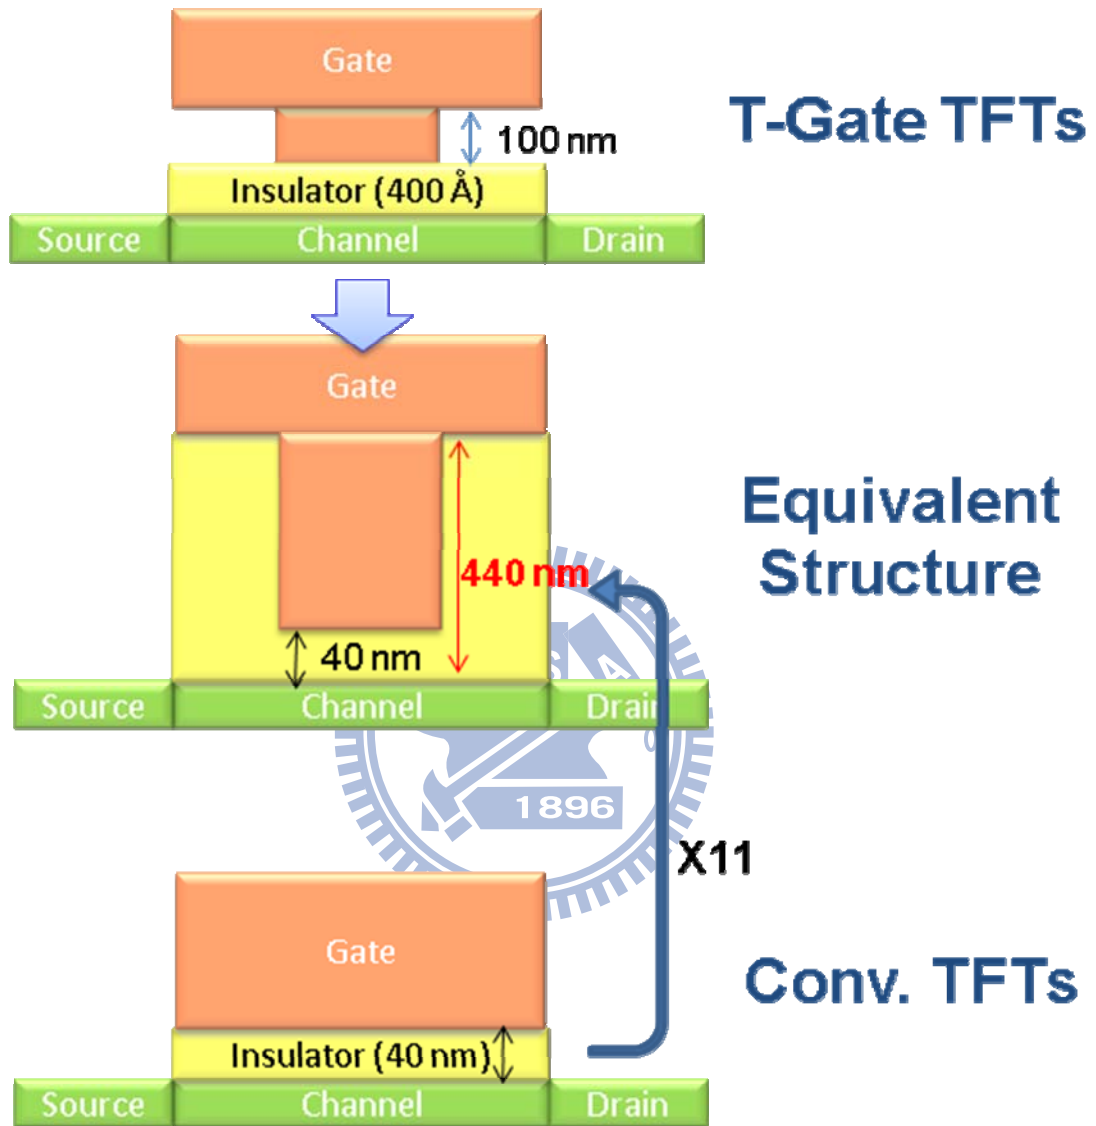 Gate
T-Gate TFTs
100 nm
Insulator (400 Å)
Source Channel Drain
Gate
Equivalent
Structure
440 nm
40 nm
Source Channel Drain
1896
X11
Gate
Conv. TFTs
Insulator (40 nm)
Source Channel Drain